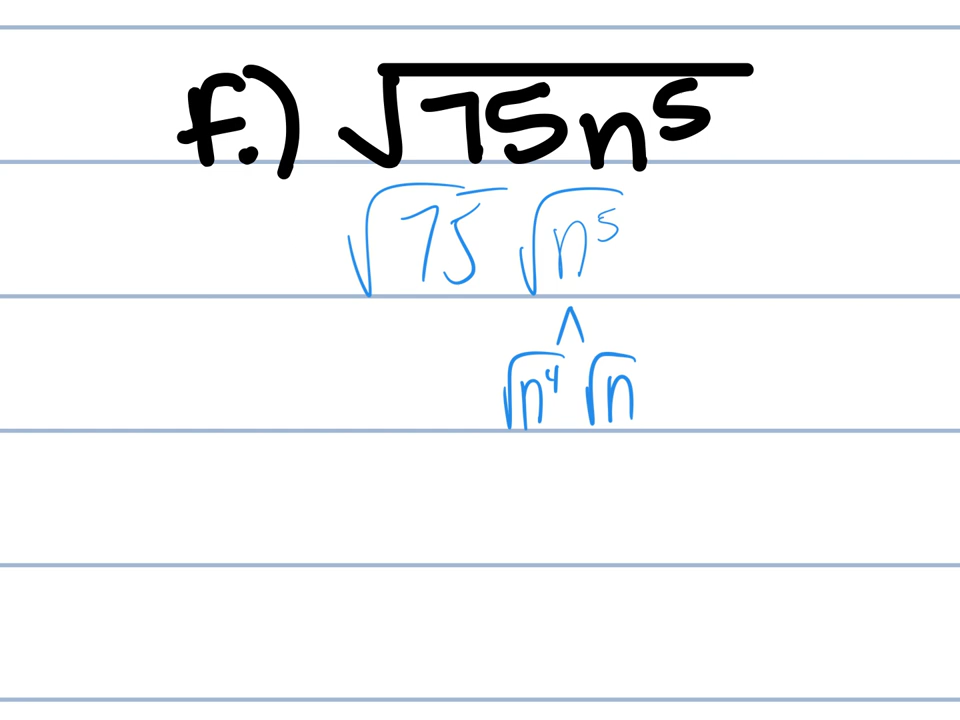 f.) √75n⁵
√75 √n⁵
^
√n⁴ √n